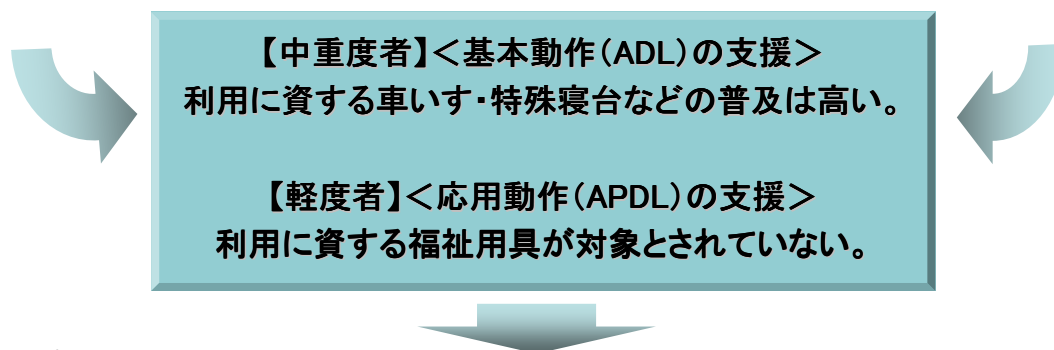 【中重度者】＜基本動作（ADL）の支援＞
利用に資する車いす・特殊寝台などの普及は高い。
【軽度者】＜応用動作（APDL）の支援＞
利用に資する福祉用具が対象とされていない。